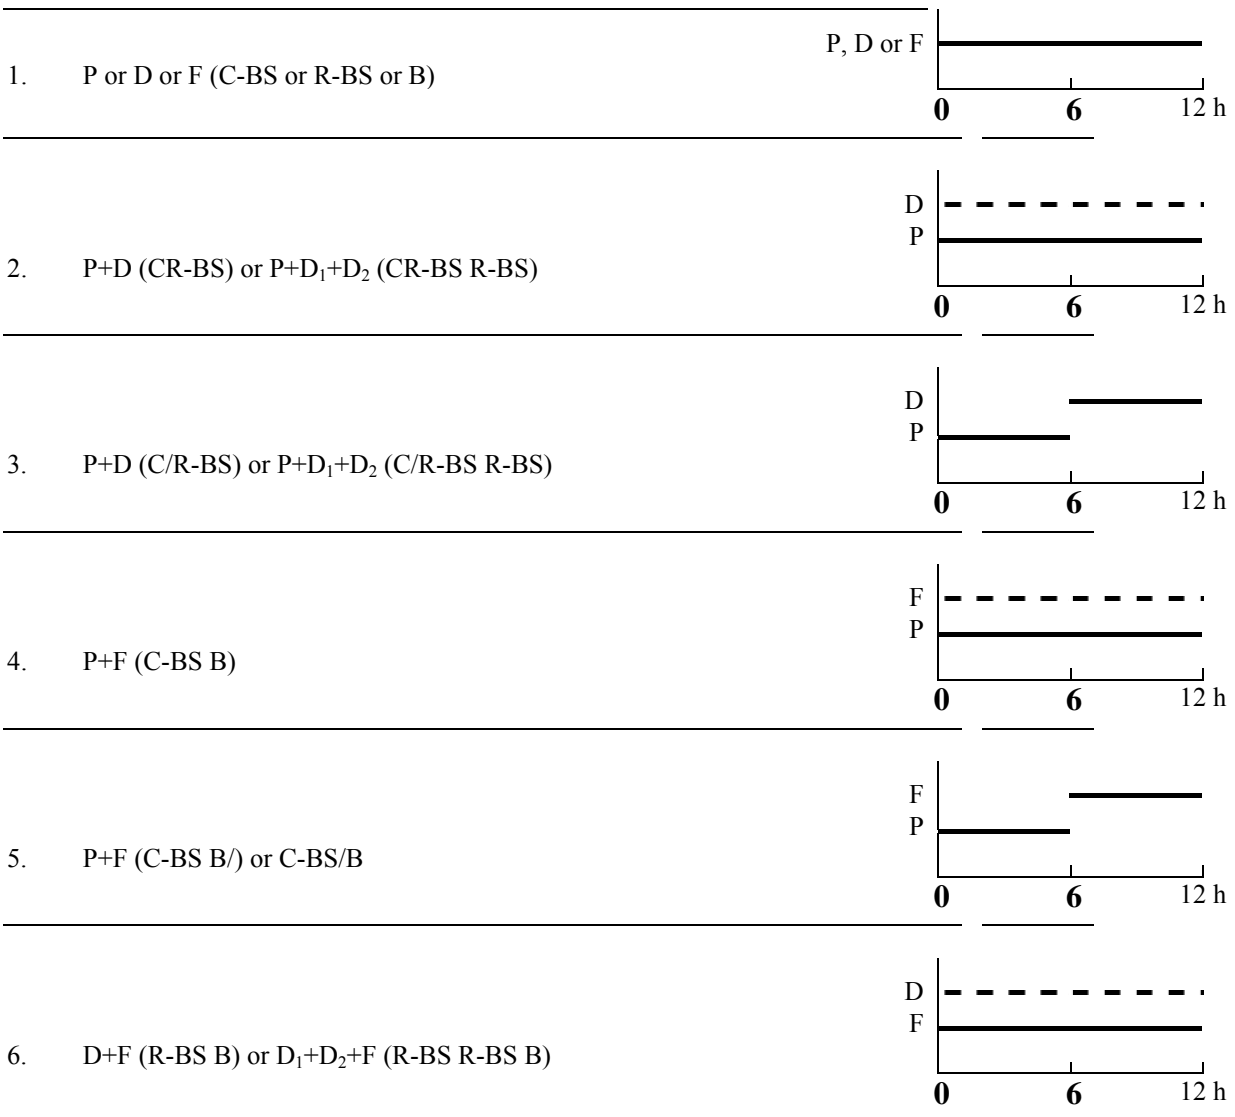 P, D or F
1. P or D or F (C-BS or R-BS or B)
0 6 12 h
D
P
2. P+D (CR-BS) or P+D₁+D₂ (CR-BS R-BS)
0 6 12 h
D
P
3. P+D (C/R-BS) or P+D₁+D₂ (C/R-BS R-BS)
0 6 12 h
F
P
4. P+F (C-BS B)
0 6 12 h
F
P
5. P+F (C-BS B/) or C-BS/B
0 6 12 h
D
F
6. D+F (R-BS B) or D₁+D₂+F (R-BS R-BS B)
0 6 12 h